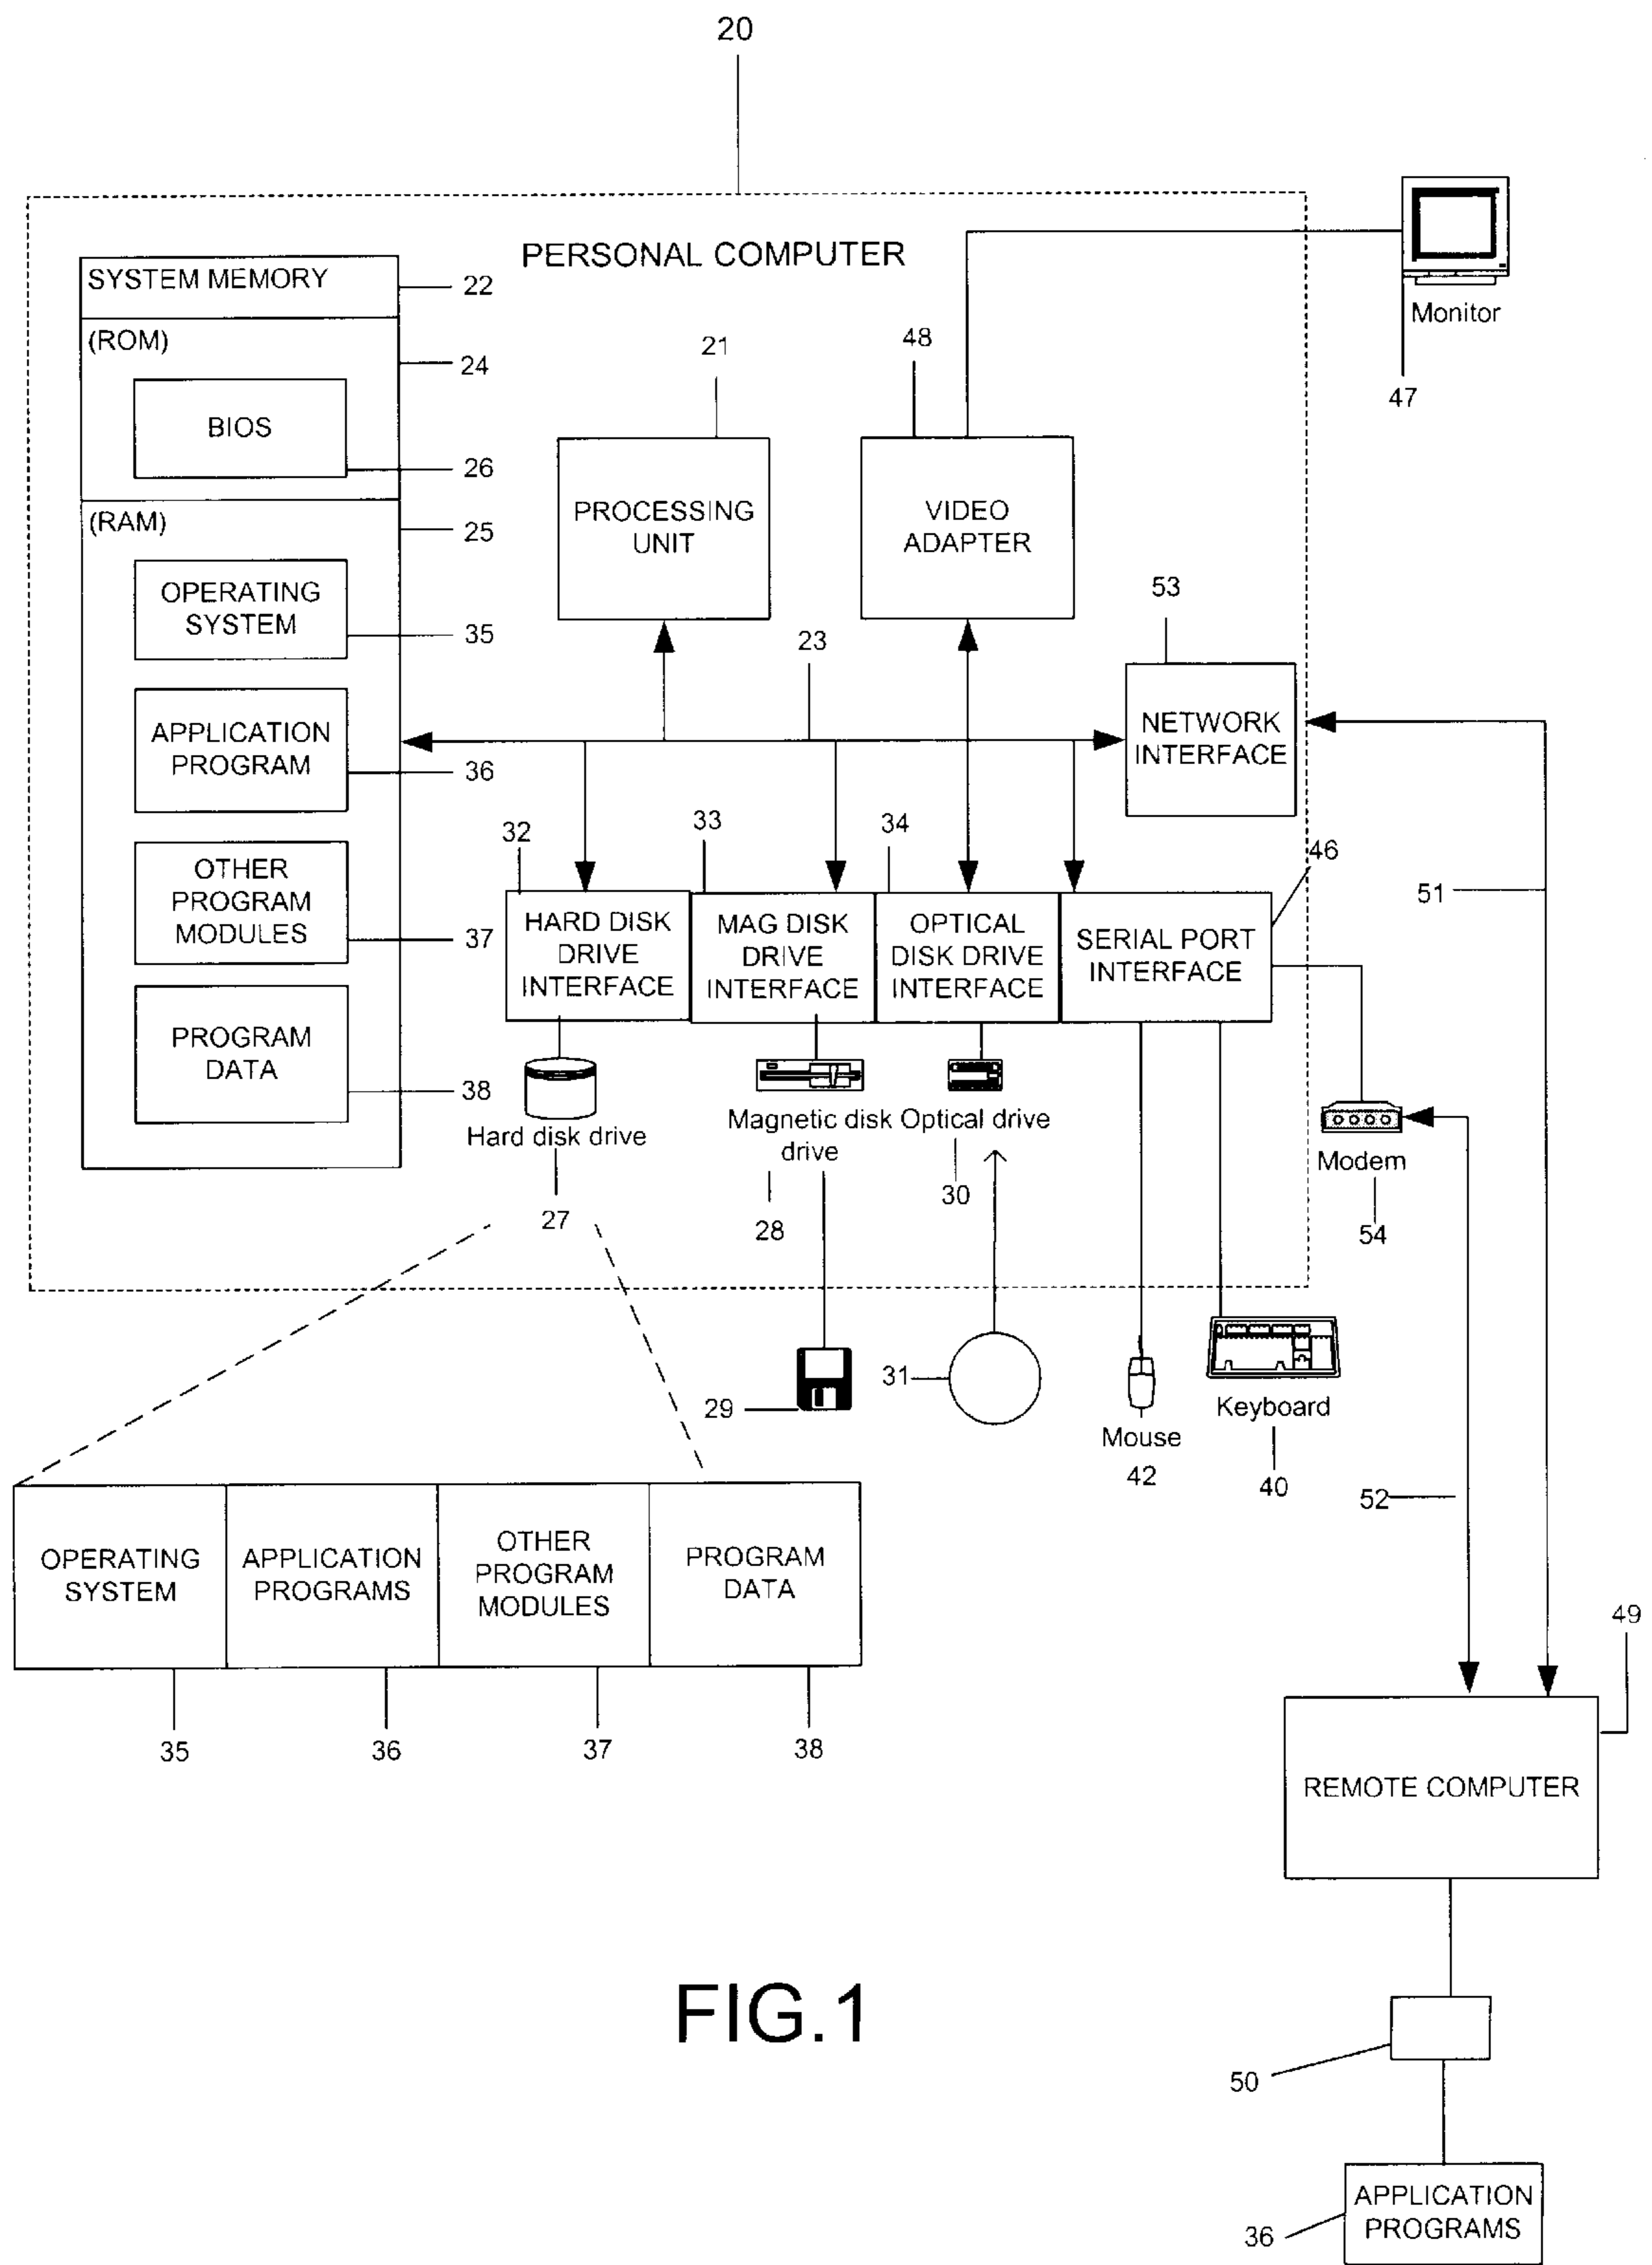 20
PERSONAL COMPUTER
SYSTEM MEMORY
22
(ROM)
24
BIOS
26
(RAM)
25
OPERATING
SYSTEM
35
APPLICATION
PROGRAM
36
OTHER
PROGRAM
MODULES
37
PROGRAM
DATA
38
21
PROCESSING
UNIT
48
VIDEO
ADAPTER
Monitor
47
23
53
NETWORK
INTERFACE
32
HARD DISK
DRIVE
INTERFACE
33
MAG DISK
DRIVE
INTERFACE
34
OPTICAL
DISK DRIVE
INTERFACE
46
SERIAL PORT
INTERFACE
51
Hard disk drive
27
Magnetic disk
drive
28
Optical drive
30
Modem
54
29
31
Mouse
42
Keyboard
40
52
OPERATING
SYSTEM
APPLICATION
PROGRAMS
OTHER
PROGRAM
MODULES
PROGRAM
DATA
35
36
37
38
49
REMOTE COMPUTER
50
APPLICATION
PROGRAMS
36
FIG.1